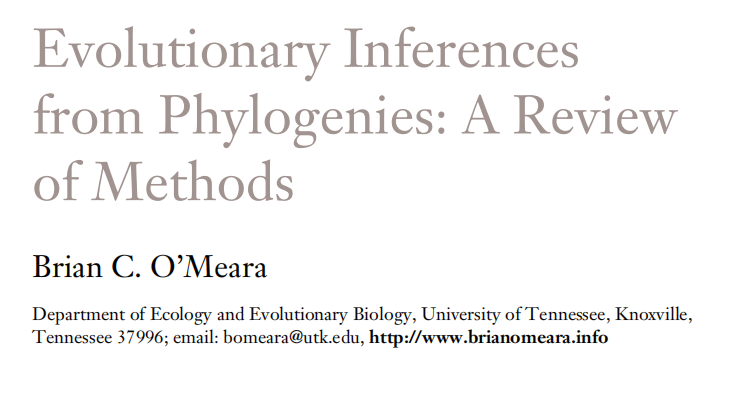 Evolutionary Inferences
from Phylogenies: A Review
of Methods
Brian C. O’Meara
Department of Ecology and Evolutionary Biology, University of Tennessee, Knoxville,
Tennessee 37996; email: bomeara@utk.edu, http://www.brianomeara.info